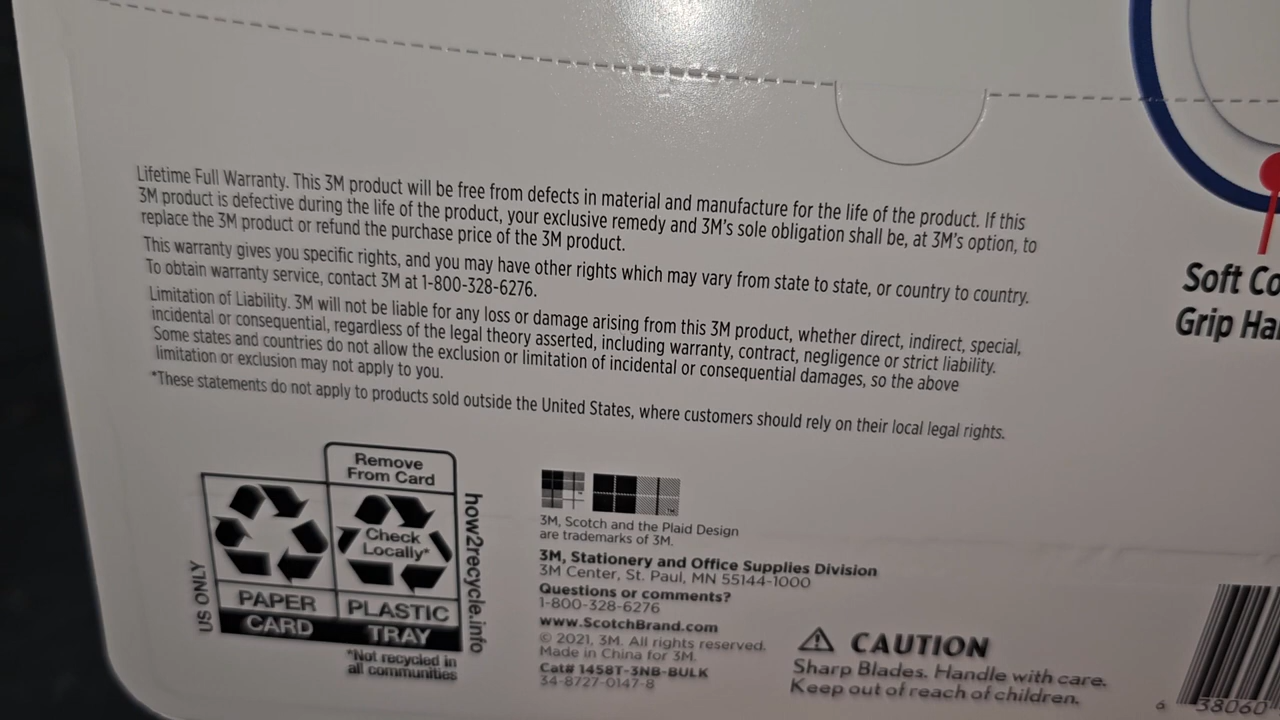 Lifetime Full Warranty. This 3M product will be free from defects in material and manufacture for the life of the product. If this
3M product is defective during the life of the product, your exclusive remedy and 3M's sole obligation shall be, at 3M's option, to
replace the 3M product or refund the purchase price of the 3M product.
This warranty gives you specific rights, and you may have other rights which may vary from state to state, or country to country.
To obtain warranty service, contact 3M at 1-800-328-6276.
Limitation of Liability. 3M will not be liable for any loss or damage arising from this 3M product, whether direct, indirect, special,
incidental or consequential, regardless of the legal theory asserted, including warranty, contract, negligence or strict liability.
Some states and countries do not allow the exclusion or limitation of incidental or consequential damages, so the above
limitation or exclusion may not apply to you.
*These statements do not apply to products sold outside the United States, where customers should rely on their local legal rights.
Soft Co
Grip Ha
US ONLY
Remove
From Card
Check
Locally*
PAPER
CARD
PLASTIC
TRAY
how2recycle.info
*Not recycled in
all communities
3M, Scotch and the Plaid Design
are trademarks of 3M.
3M, Stationery and Office Supplies Division
3M Center, St. Paul, MN 55144-1000
Questions or comments?
1-800-328-6276
www.ScotchBrand.com
© 2021, 3M. All rights reserved.
Made in China for 3M.
Cat# 1458T-3NB-BULK
34-8727-0147-8
CAUTION
Sharp Blades. Handle with care.
Keep out of reach of children.
6 38060